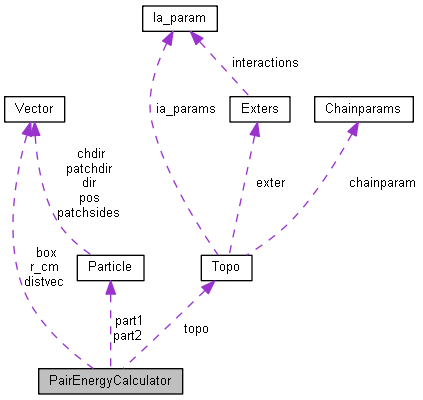 Ia_param
interactions
Vector
ia_params
Exters
Chainparams
chdir
patchdir
dir
pos
patchsides
exter
chainparam
box
r_cm
distvec
Particle
Topo
part1
part2
topo
PairEnergyCalculator